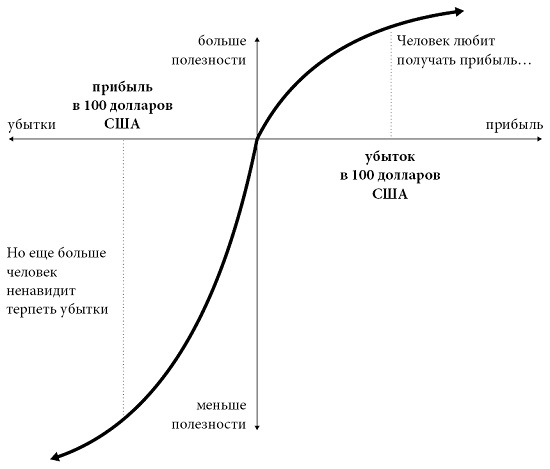 больше
полезности
Человек любит
получать прибыль…
прибыль
в 100 долларов
США
убытки
прибыль
убыток
в 100 долларов
США
Но еще больше
человек
ненавидит
терпеть убытки
меньше
полезности